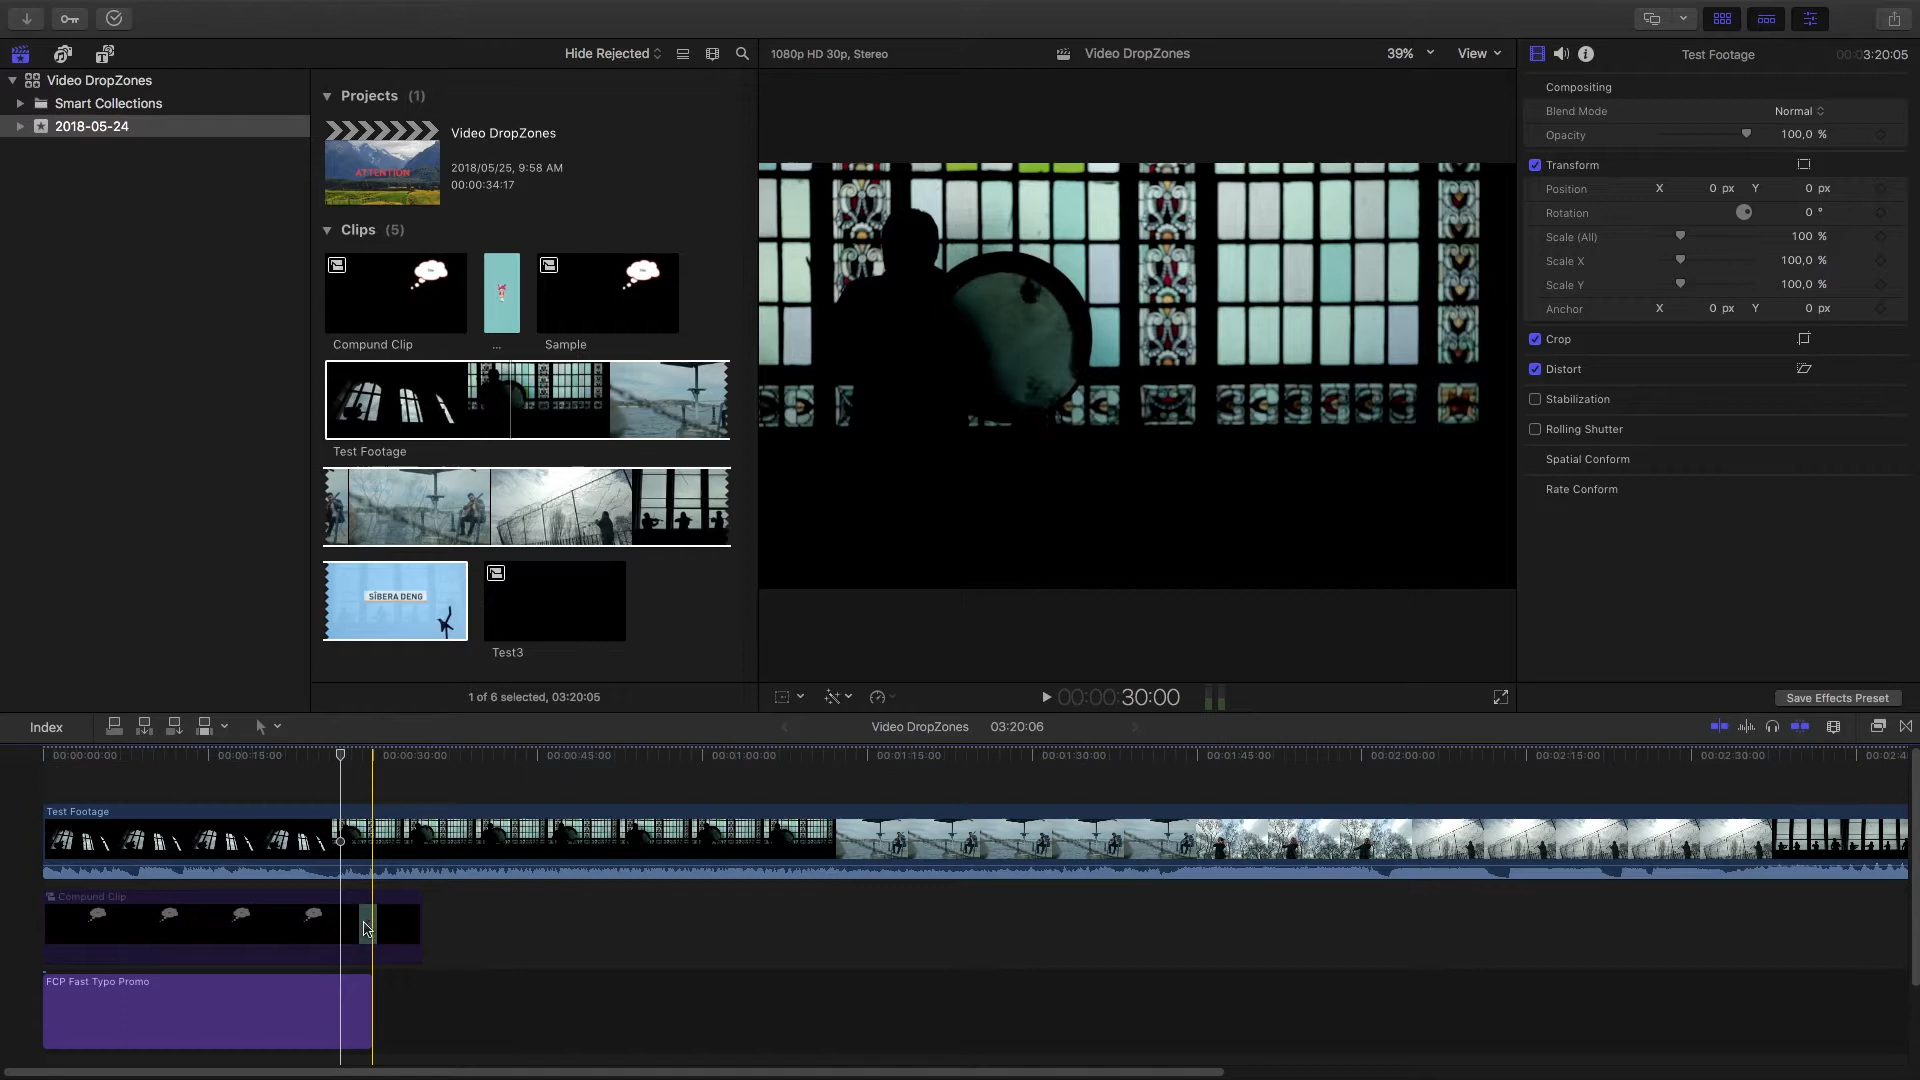 Hide Rejected
1080p HD 30p, Stereo
Video DropZones
39%
View
Test Footage
00:03:20:05
Video DropZones
Smart Collections
2018-05-24
Projects (1)
Video DropZones
2018/05/25, 9:58 AM
00:00:34:17
ATTENTION
Clips (5)
Compund Clip
...
Sample
Test Footage
SİBERA DENG
Test3
1 of 6 selected, 03:20:05
00:00:30:00
Compositing
Blend Mode
Normal
Opacity
100,0 %
Transform
Position X 0 px Y 0 px
Rotation 0 °
Scale (All) 100 %
Scale X 100,0 %
Scale Y 100,0 %
Anchor X 0 px Y 0 px
Crop
Distort
Stabilization
Rolling Shutter
Spatial Conform
Rate Conform
Save Effects Preset
Index
Video DropZones
03:20:06
00:00:00:00
00:00:15:00
00:00:30:00
00:00:45:00
00:01:00:00
00:01:15:00
00:01:30:00
00:01:45:00
00:02:00:00
00:02:15:00
00:02:30:00
00:02:4
Test Footage
Compund Clip
FCP Fast Typo Promo